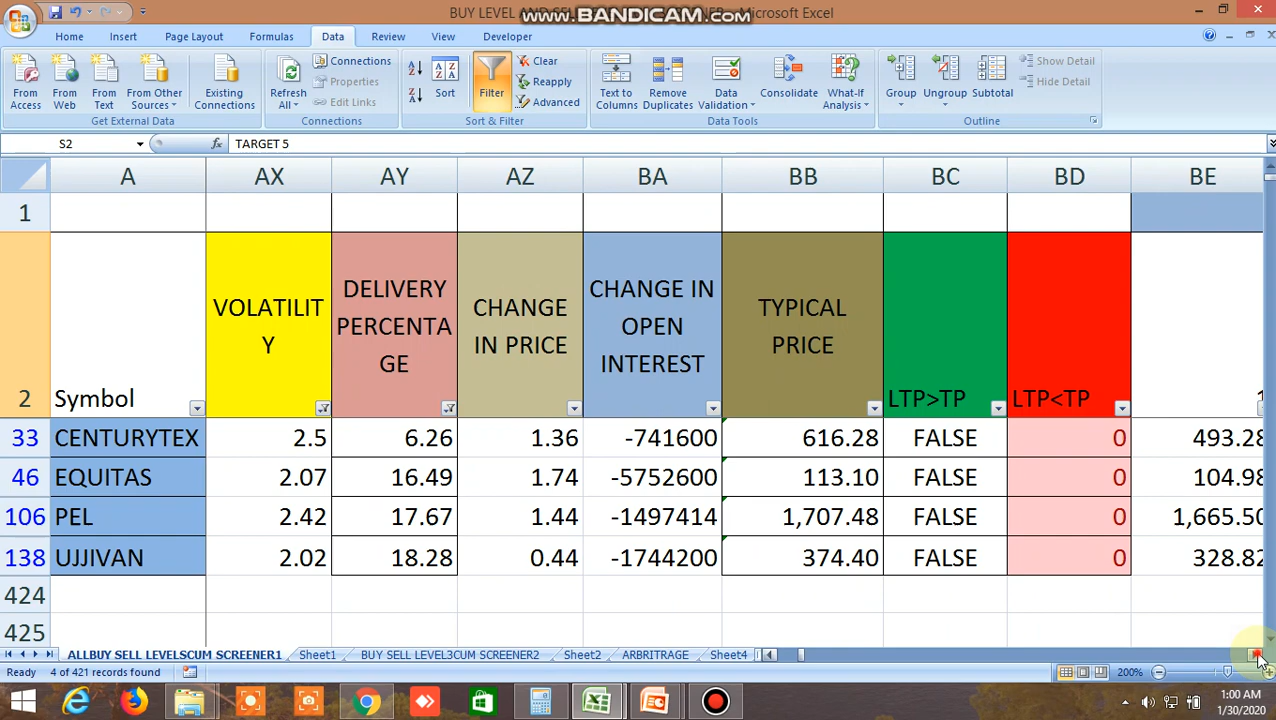 BUY LEVEL AND SEL
www.BANDICAM.com
NER - Microsoft Excel
Home Insert Page Layout Formulas Data Review View Developer
From Access
From Web
From Text
From Other Sources
Existing Connections
Get External Data
Refresh All
Connections
Properties
Edit Links
Connections
Sort
Filter
Clear
Reapply
Advanced
Sort & Filter
Text to Columns
Remove Duplicates
Data Validation
Consolidate
What-If Analysis
Data Tools
Group
Ungroup
Subtotal
Show Detail
Hide Detail
Outline
S2 fx TARGET 5
A AX AY AZ BA BB BC BD BE
1
2 Symbol VOLATILITY DELIVERY PERCENTAGE CHANGE IN PRICE CHANGE IN OPEN INTEREST TYPICAL PRICE LTP>TP LTP<TP 1
33 CENTURYTEX 2.5 6.26 1.36 -741600 616.28 FALSE 0 493.28
46 EQUITAS 2.07 16.49 1.74 -5752600 113.10 FALSE 0 104.98
106 PEL 2.42 17.67 1.44 -1497414 1,707.48 FALSE 0 1,665.50
138 UJJIVAN 2.02 18.28 0.44 -1744200 374.40 FALSE 0 328.82
424
425
ALLBUY SELL LEVELSCUM SCREENER1 Sheet1 BUY SELL LEVEL3CUM SCREENER2 Sheet2 ARBRITRAGE Sheet4
Ready 4 of 421 records found 200%
1:00 AM
1/30/2020